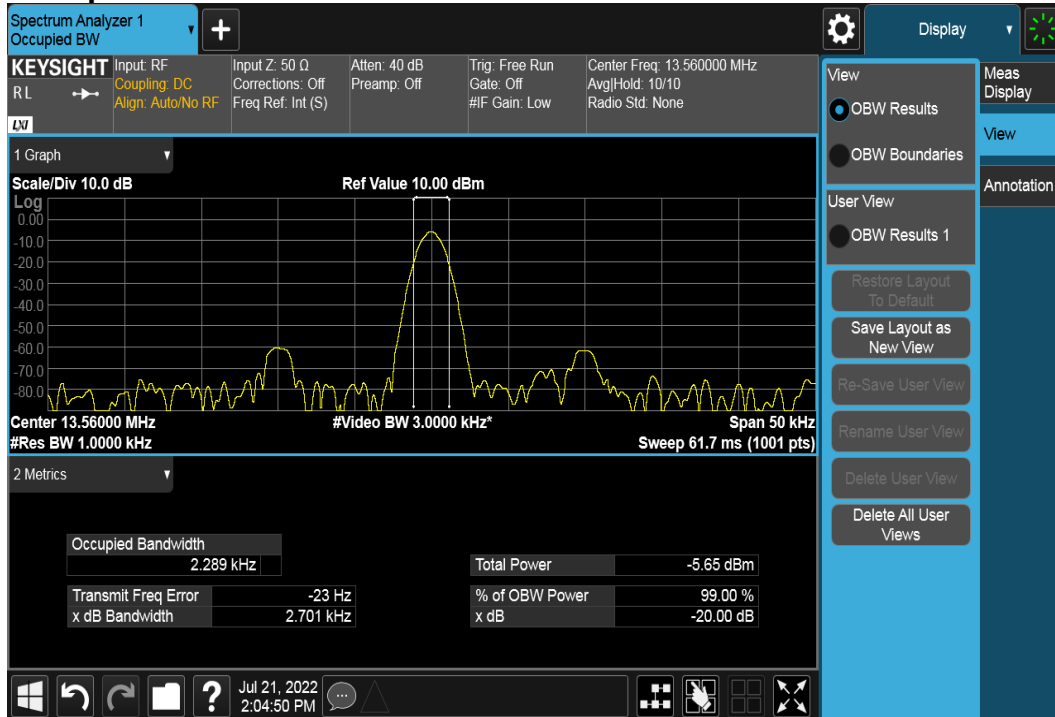 Spectrum Analyzer 1
Occupied BW
+
Display
KEYSIGHT
RL
LXI
Input: RF
Coupling: DC
Align: Auto/No RF
Input Z: 50 Ω
Corrections: Off
Freq Ref: Int (S)
Atten: 40 dB
Preamp: Off
Trig: Free Run
Gate: Off
#IF Gain: Low
Center Freq: 13.560000 MHz
Avg|Hold: 10/10
Radio Std: None
1 Graph
Scale/Div 10.0 dB
Ref Value 10.00 dBm
Log
0.00
-10.0
-20.0
-30.0
-40.0
-50.0
-60.0
-70.0
-80.0
Center 13.56000 MHz
#Video BW 3.0000 kHz*
Span 50 kHz
#Res BW 1.0000 kHz
Sweep 61.7 ms (1001 pts)
2 Metrics
Occupied Bandwidth
2.289 kHz
Total Power -5.65 dBm
Transmit Freq Error -23 Hz
% of OBW Power 99.00 %
x dB Bandwidth 2.701 kHz
x dB -20.00 dB
?
Jul 21, 2022
2:04:50 PM
View
OBW Results
OBW Boundaries
User View
OBW Results 1
Restore Layout
To Default
Save Layout as
New View
Re-Save User View
Rename User View
Delete User View
Delete All User
Views
Meas
Display
View
Annotation